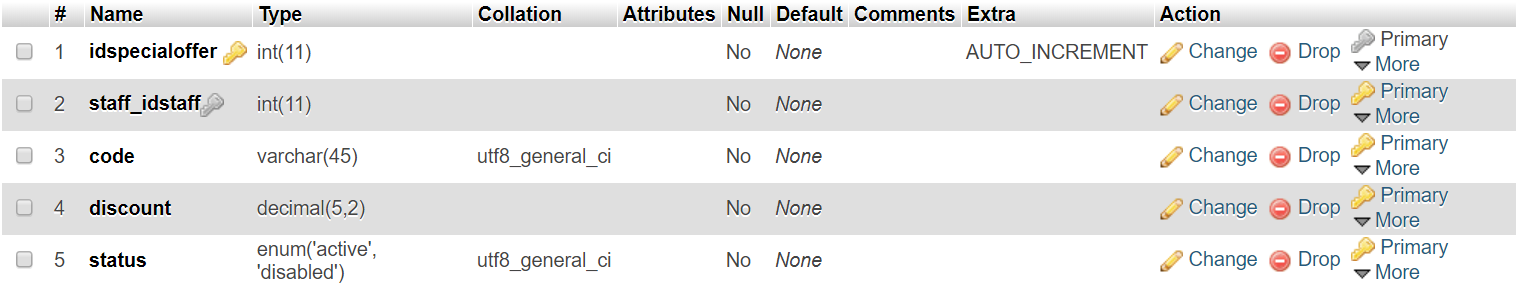 # Name Type Collation Attributes Null Default Comments Extra Action
1 idspecialoffer int(11) No None AUTO_INCREMENT Change Drop Primary
More
2 staff_idstaff int(11) No None Change Drop Primary
More
3 code varchar(45) utf8_general_ci No None Change Drop Primary
More
4 discount decimal(5,2) No None Change Drop Primary
More
5 status enum('active', utf8_general_ci No None Change Drop Primary
'disabled') More